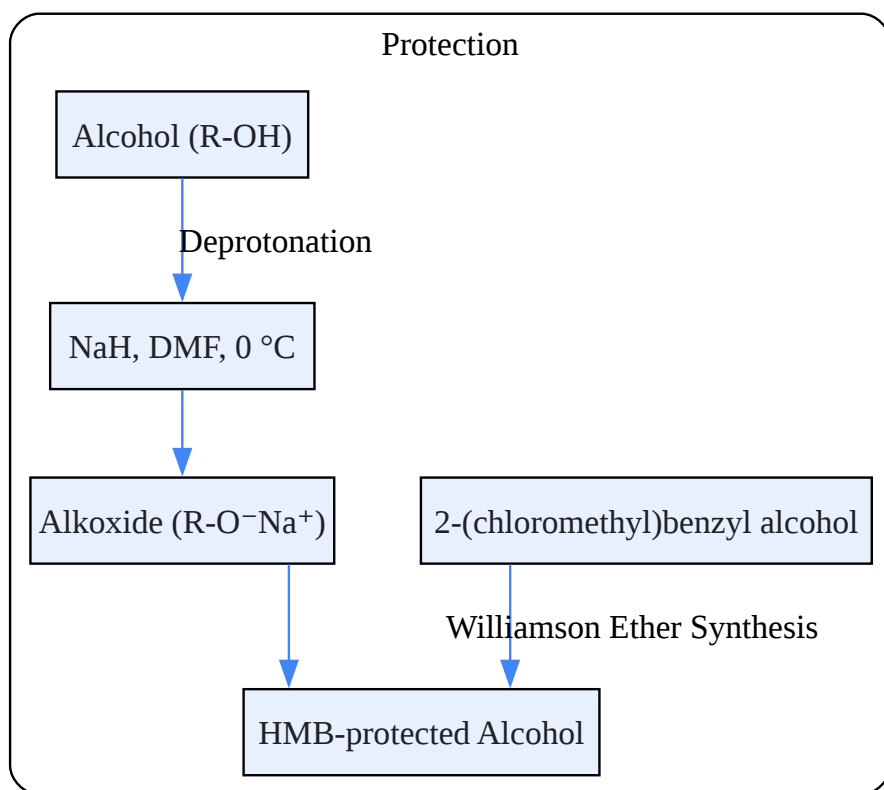 Protection
Alcohol (R-OH)
Deprotonation
NaH, DMF, 0 °C
Alkoxide (R-O⁻Na⁺)
2-(chloromethyl)benzyl alcohol
Williamson Ether Synthesis
HMB-protected Alcohol